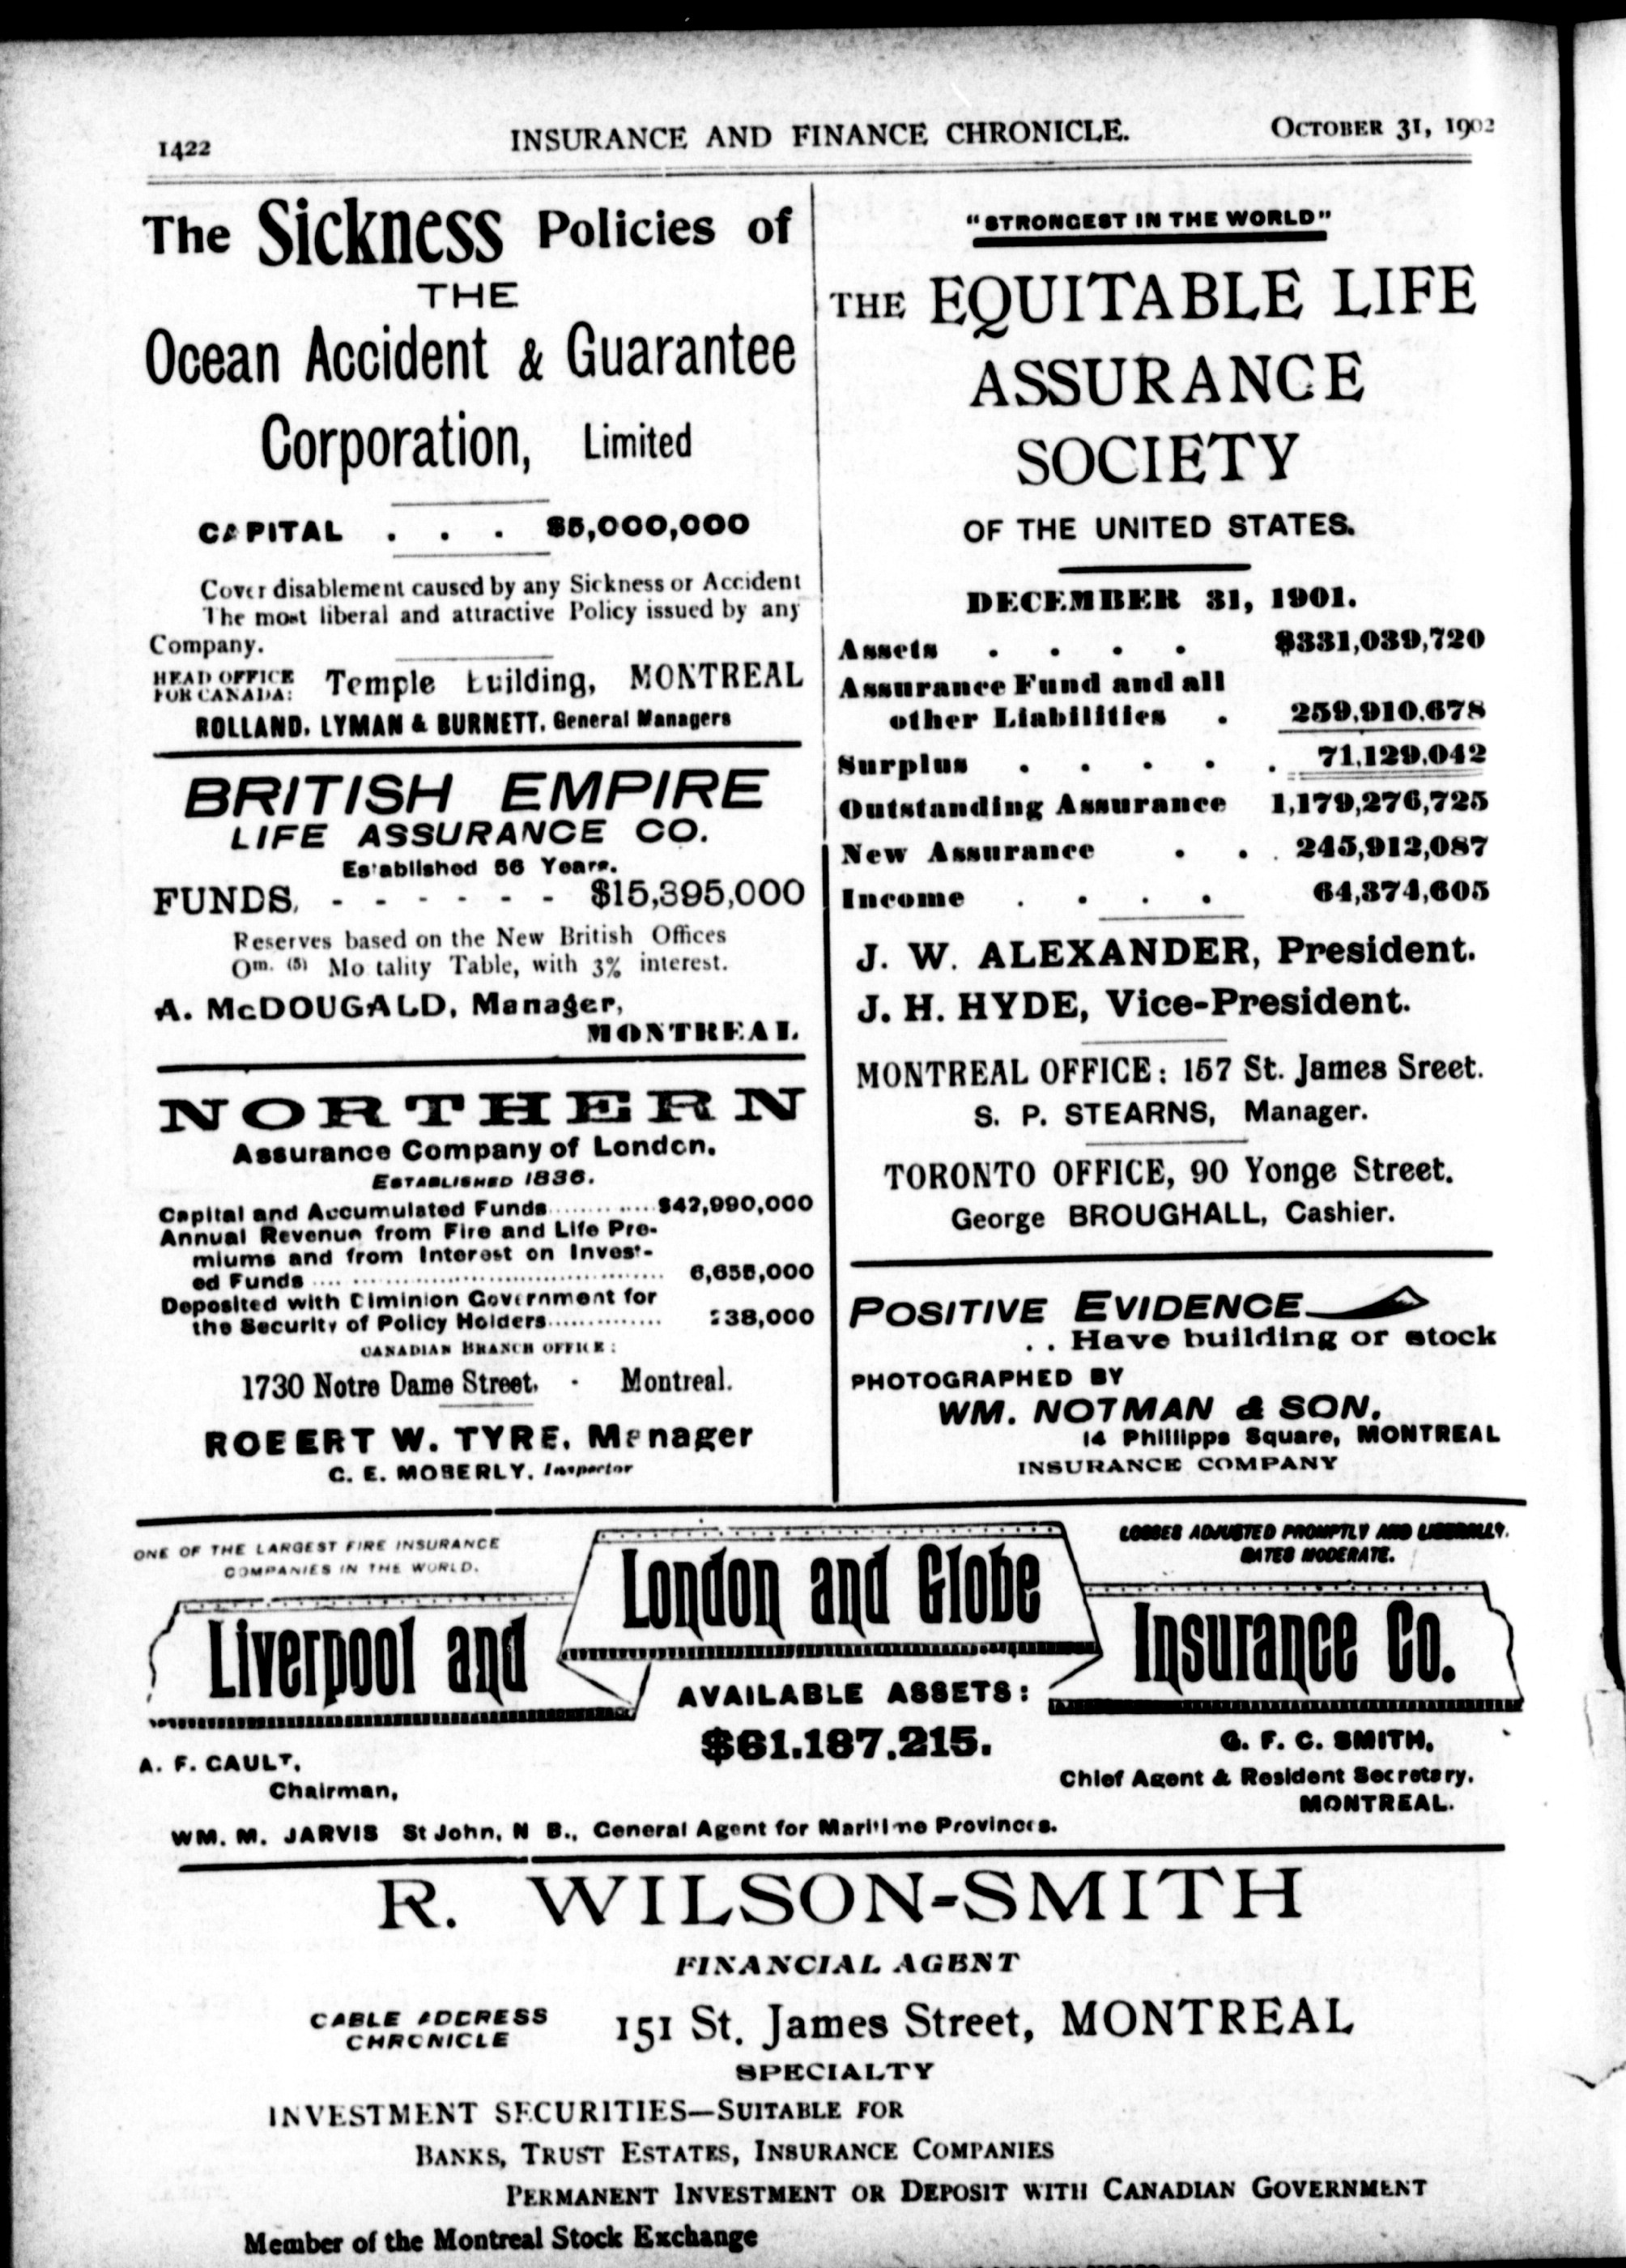 1422 INSURANCE AND FINANCE CHRONICLE. OCTOBER 31, 1902
The Sickness Policies of
THE
Ocean Accident & Guarantee
Corporation, Limited
CAPITAL . . . $5,000,000
Cover disablement caused by any Sickness or Accident
The most liberal and attractive Policy issued by any
Company.
HEAD OFFICE
FOR CANADA: Temple Building, MONTREAL
ROLLAND, LYMAN & BURNETT, General Managers
BRITISH EMPIRE
LIFE ASSURANCE CO.
Established 56 Years.
FUNDS, - - - - - - $15,395,000
Reserves based on the New British Offices
Om. (5) Mo tality Table, with 3% interest.
A. McDOUGALD, Manager,
MONTREAL
NORTHERN
Assurance Company of London.
ESTABLISHED 1836.
Capital and Accumulated Funds............$42,990,000
Annual Revenue from Fire and Life Pre-
miums and from Interest on Invest-
ed Funds........................................ 6,655,000
Deposited with Dominion Government for
the Security of Policy Holders.............. 238,000
CANADIAN BRANCH OFFICE:
1730 Notre Dame Street, - Montreal.
ROBERT W. TYRE, Manager
C. E. MOBERLY, Inspector
"STRONGEST IN THE WORLD"
THE EQUITABLE LIFE
ASSURANCE
SOCIETY
OF THE UNITED STATES.
DECEMBER 31, 1901.
Assets . . . . $331,039,720
Assurance Fund and all
other Liabilities . 259,910,678
Surplus . . . . . 71,129,042
Outstanding Assurance 1,179,276,725
New Assurance . . . 245,912,087
Income . . . . 64,374,605
J. W. ALEXANDER, President.
J. H. HYDE, Vice-President.
MONTREAL OFFICE: 157 St. James Sreet.
S. P. STEARNS, Manager.
TORONTO OFFICE, 90 Yonge Street.
George BROUGHALL, Cashier.
POSITIVE EVIDENCE
. . Have building or stock
PHOTOGRAPHED BY
WM. NOTMAN & SON,
14 Phillipps Square, MONTREAL
INSURANCE COMPANY
ONE OF THE LARGEST FIRE INSURANCE
COMPANIES IN THE WORLD.
LOSSES ADJUSTED PROMPTLY AND LIBERALLY.
RATES MODERATE.
Liverpool and London and Globe Insurance Co.
AVAILABLE ASSETS:
$61,187,215.
A. F. GAULT,
Chairman,
G. F. C. SMITH,
Chief Agent & Resident Secretary,
MONTREAL.
WM. M. JARVIS St John, N B., General Agent for Maritime Provinces.
R. WILSON-SMITH
FINANCIAL AGENT
CABLE ADDRESS
CHRONICLE
151 St. James Street, MONTREAL
SPECIALTY
INVESTMENT SECURITIES—SUITABLE FOR
BANKS, TRUST ESTATES, INSURANCE COMPANIES
PERMANENT INVESTMENT OR DEPOSIT WITH CANADIAN GOVERNMENT
Member of the Montreal Stock Exchange